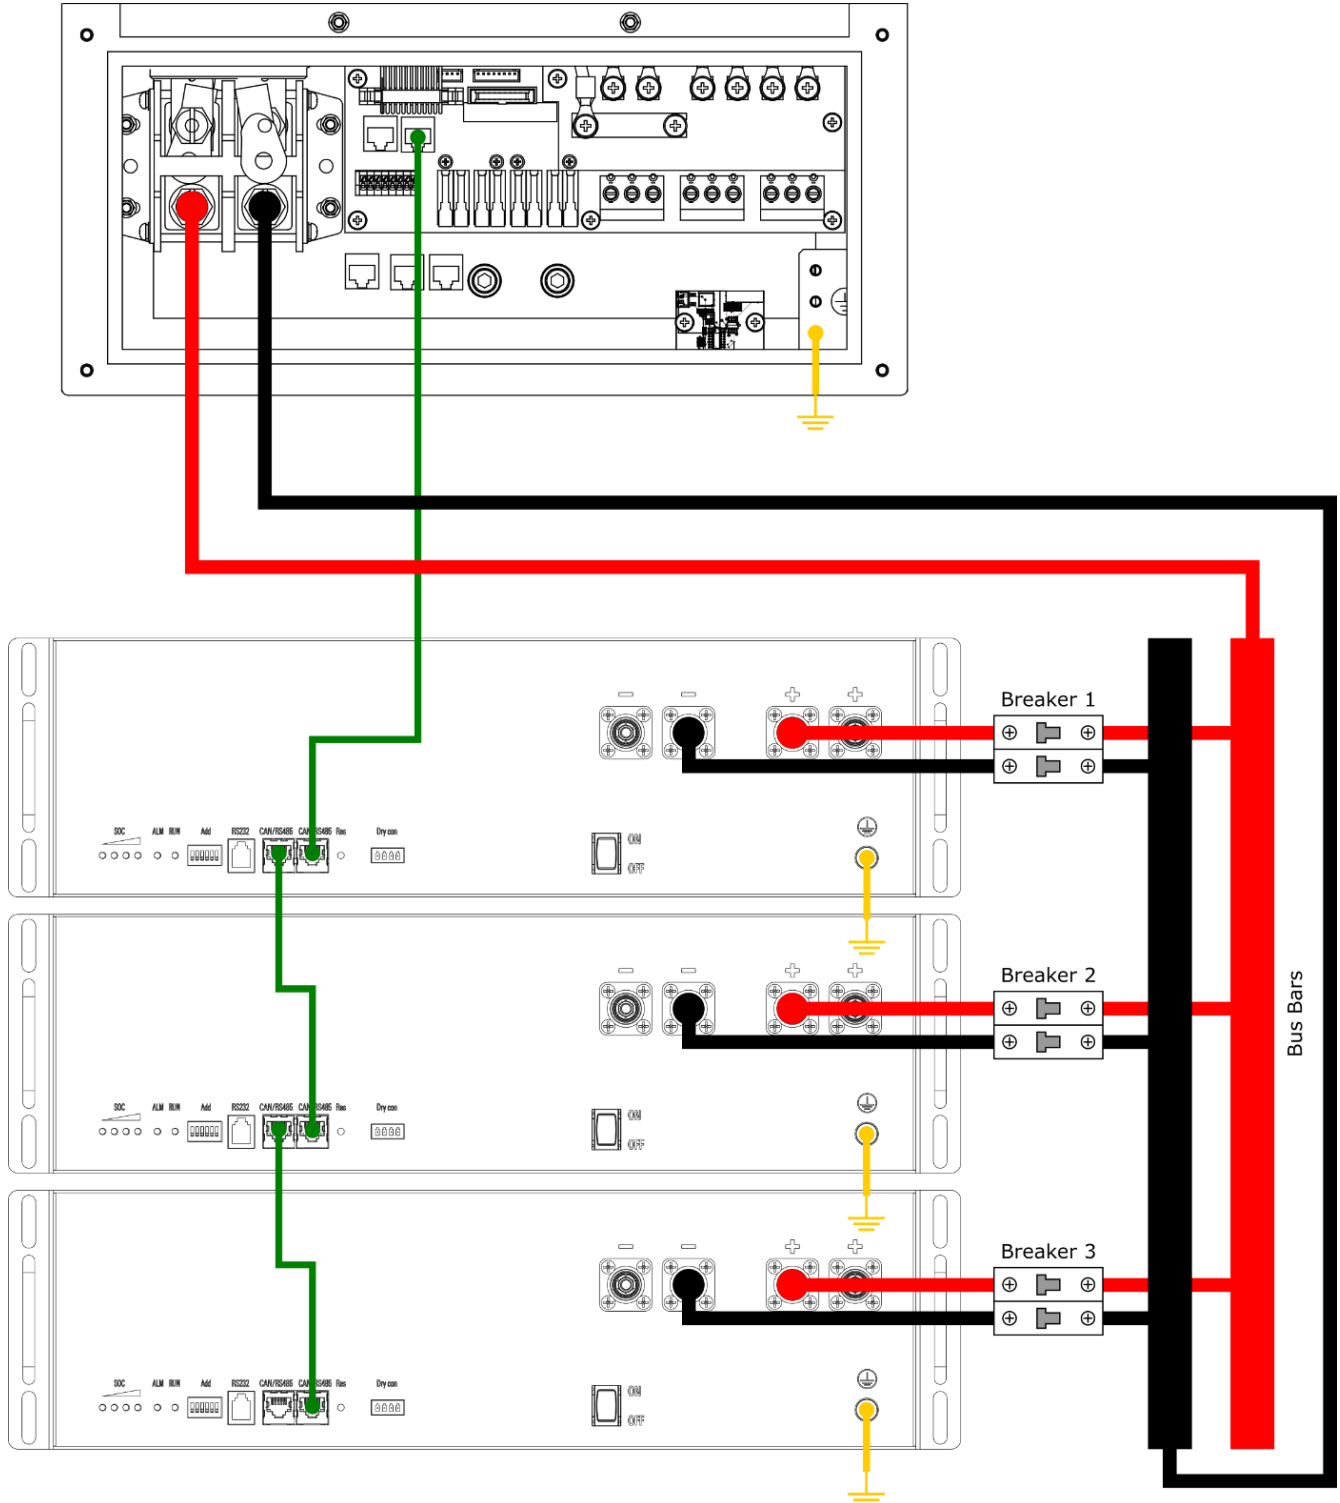 Breaker 1
SOC ALM RUN Add RS232 CAN/RS485 CAN/RS485 Res Dry con
ON
OFF
Breaker 2
Bus Bars
SOC ALM RUN Add RS232 CAN/RS485 CAN/RS485 Res Dry con
ON
OFF
Breaker 3
SOC ALM RUN Add RS232 CAN/RS485 CAN/RS485 Res Dry con
ON
OFF